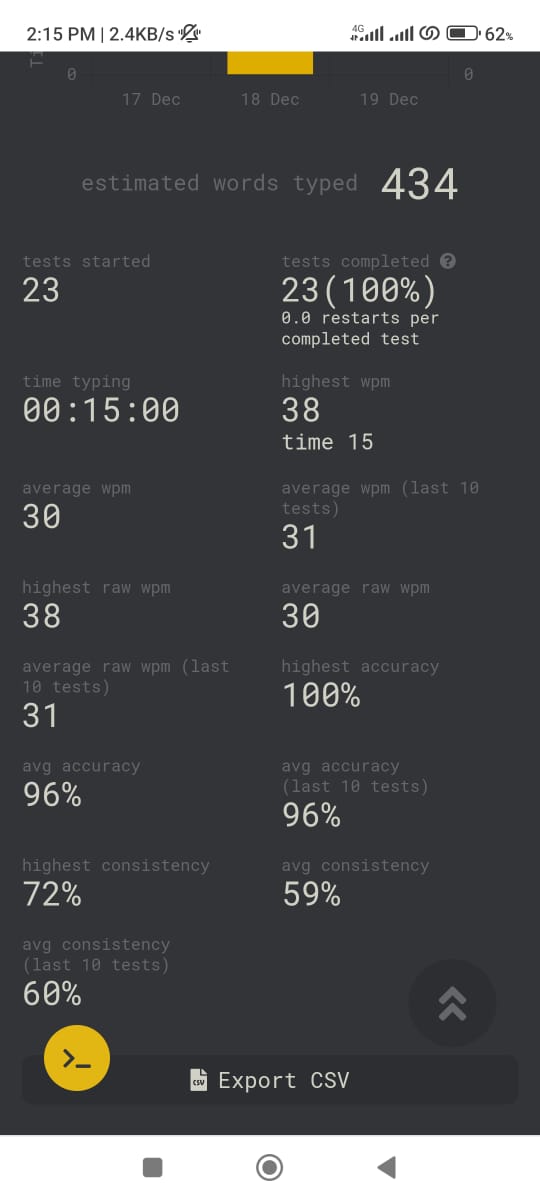 2:15 PM | 2.4KB/s
4G
62%
0
0
17 Dec 18 Dec 19 Dec
estimated words typed 434
tests started
23
tests completed ?
23(100%)
0.0 restarts per
completed test
time typing
00:15:00
highest wpm
38
time 15
average wpm
30
average wpm (last 10
tests)
31
highest raw wpm
38
average raw wpm
30
average raw wpm (last
10 tests)
31
highest accuracy
100%
avg accuracy
96%
avg accuracy
(last 10 tests)
96%
highest consistency
72%
avg consistency
59%
avg consistency
(last 10 tests)
60%
CSV Export CSV